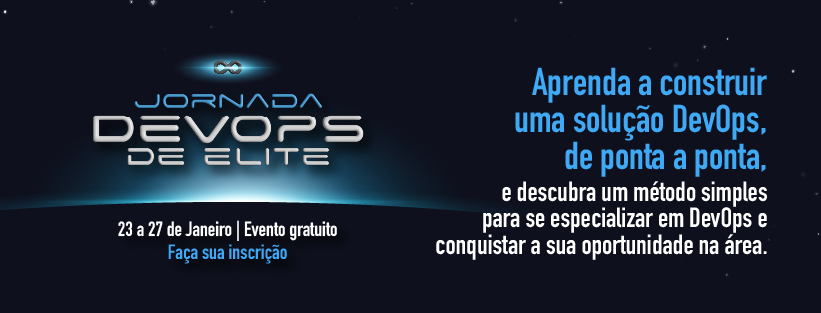 JORNADA
DEVOPS
DE ELITE
23 a 27 de Janeiro | Evento gratuito
Faça sua inscrição
Aprenda a construir
uma solução DevOps,
de ponta a ponta,
e descubra um método simples
para se especializar em DevOps e
conquistar a sua oportunidade na área.